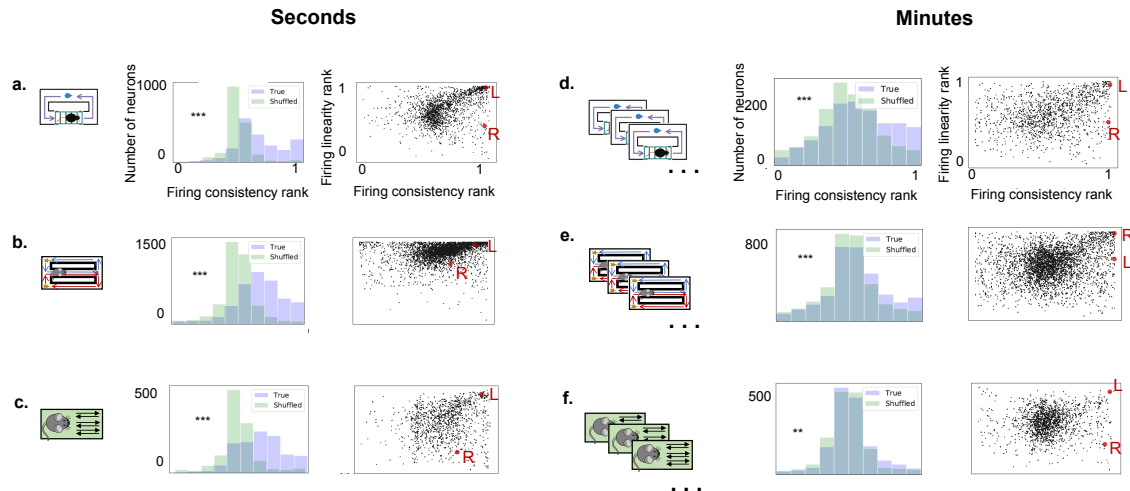 Seconds
Minutes
a.
Number of neurons
1000
0
True
Shuffled
***
0
1
Firing consistency rank
Firing linearity rank
1
0
L
R
0
1
Firing consistency rank
d.
. . .
Number of neurons
200
0
True
Shuffled
***
0
1
Firing consistency rank
Firing linearity rank
1
0
L
R
0
1
Firing consistency rank
b.
1500
0
True
Shuffled
***
L
R
e.
. . .
800
0
True
Shuffled
***
R
L
c.
500
0
True
Shuffled
***
L
R
f.
. . .
500
0
True
Shuffled
**
L
R